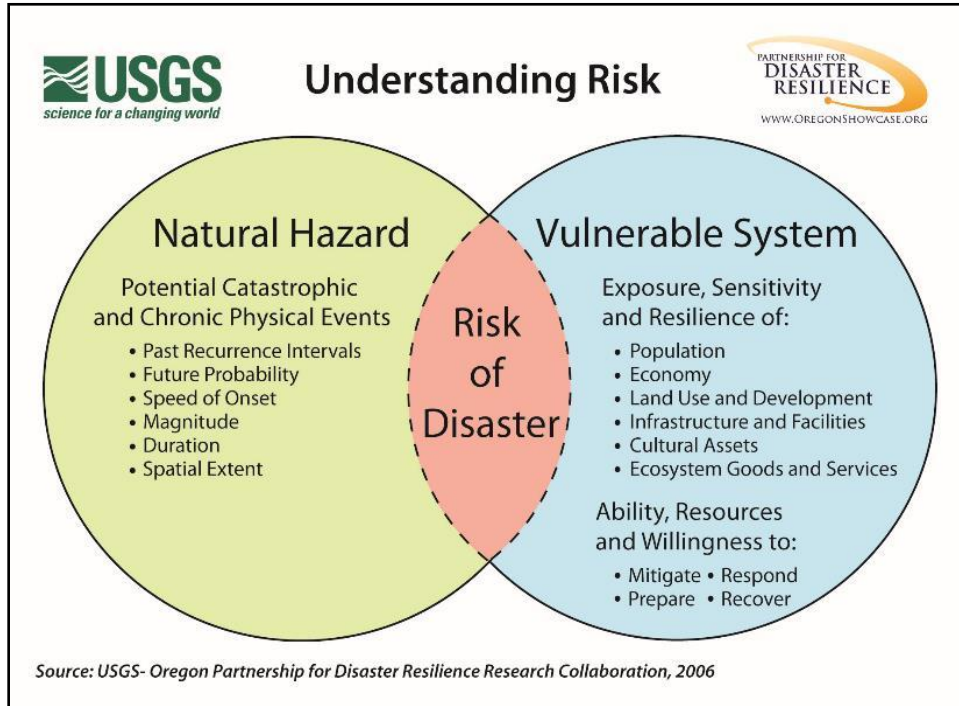 USGS
science for a changing world
Understanding Risk
PARTNERSHIP FOR
DISASTER
RESILIENCE
WWW.OREGONSHOWCASE.ORG
Natural Hazard
Potential Catastrophic
and Chronic Physical Events
• Past Recurrence Intervals
• Future Probability
• Speed of Onset
• Magnitude
• Duration
• Spatial Extent
Risk
of
Disaster
Vulnerable System
Exposure, Sensitivity
and Resilience of:
• Population
• Economy
• Land Use and Development
• Infrastructure and Facilities
• Cultural Assets
• Ecosystem Goods and Services
Ability, Resources
and Willingness to:
• Mitigate • Respond
• Prepare • Recover
Source: USGS- Oregon Partnership for Disaster Resilience Research Collaboration, 2006